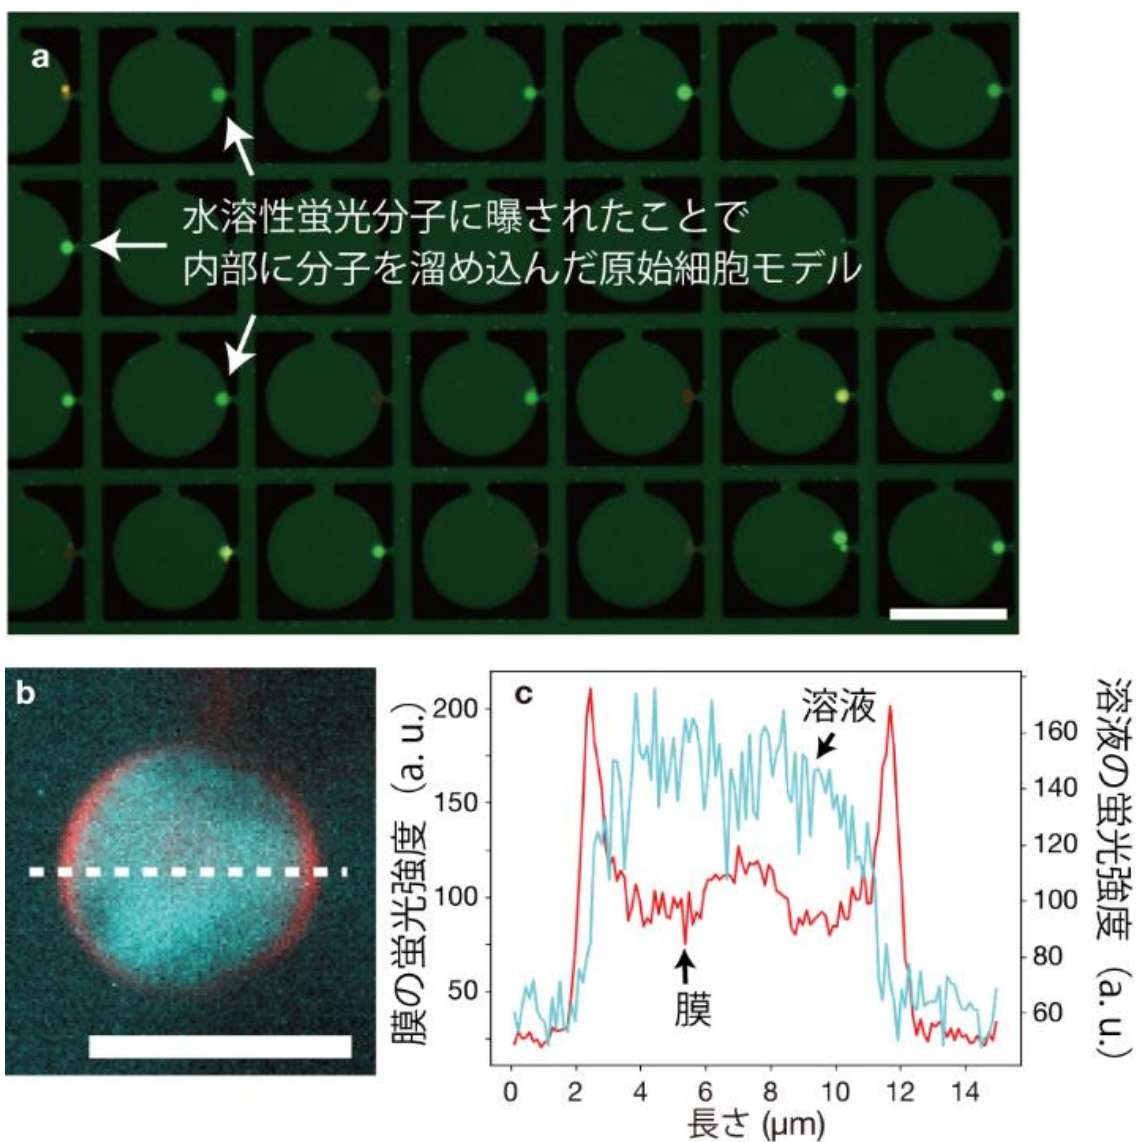 a
水溶性蛍光分子に曝されたことで
内部に分子を溜め込んだ原始細胞モデル
b
c
膜の蛍光強度 (a. u.)
200
150
100
50
溶液
膜
160
140
120
100
80
60
溶液の蛍光強度 (a. u.)
0 2 4 6 8 10 12 14
長さ (μm)